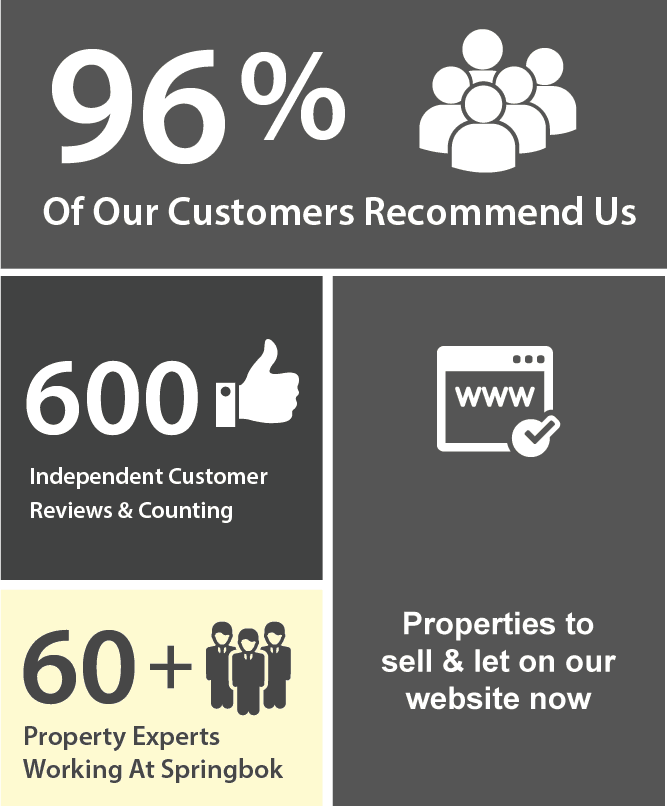 96%
Of Our Customers Recommend Us
600
Independent Customer
Reviews & Counting
60+
Property Experts
Working At Springbok
www
Properties to
sell & let on our
website now